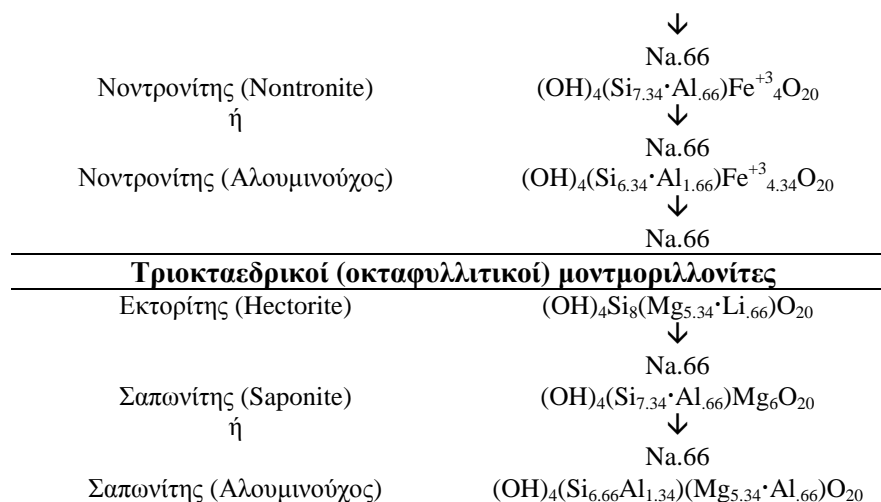 ↓
Na.66
Νοντρονίτης (Nontronite) (OH)₄(Si₇.₃₄·Al.₆₆)Fe⁺³₄O₂₀
ή ↓
Na.66
Νοντρονίτης (Αλουμινούχος) (OH)₄(Si₆.₃₄·Al₁.₆₆)Fe⁺³₄.₃₄O₂₀
↓
Na.66
Τριοκταεδρικοί (οκταφυλλιτικοί) μοντμοριλλονίτες
Εκτορίτης (Hectorite) (OH)₄Si₈(Mg₅.₃₄·Li.₆₆)O₂₀
↓
Na.66
Σαπωνίτης (Saponite) (OH)₄(Si₇.₃₄·Al.₆₆)Mg₆O₂₀
ή ↓
Na.66
Σαπωνίτης (Αλουμινούχος) (OH)₄(Si₆.₆₆Al₁.₃₄)(Mg₅.₃₄·Al.₆₆)O₂₀